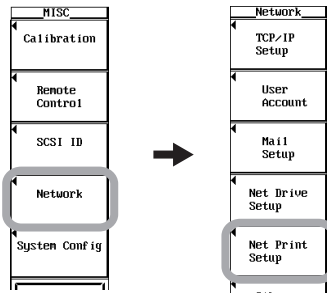 MISC
Calibration
Remote
Control
SCSI ID
Network
System Config
Network
TCP/IP
Setup
User
Account
Mail
Setup
Net Drive
Setup
Net Print
Setup